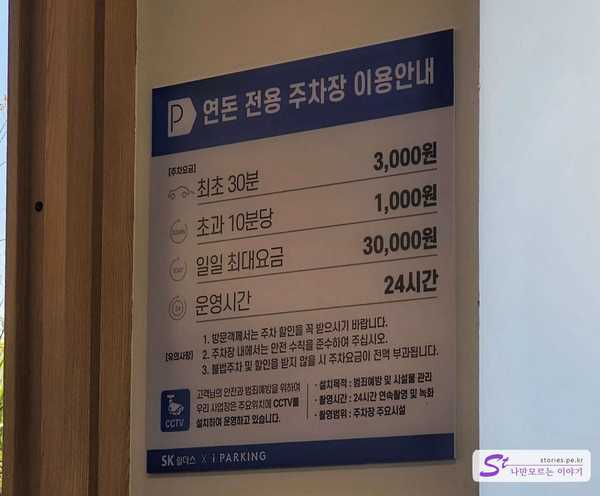 P 연돈 전용 주차장 이용안내
[주차요금]
최초 30분 3,000원
초과 10분당 1,000원
일일 최대요금 30,000원
운영시간 24시간
[유의사항]
1. 방문객께서는 주차 할인을 꼭 받으시기 바랍니다.
2. 주차장 내에서는 안전 수칙을 준수하여 주십시오.
3. 불법주차 및 할인을 받지 않을 시 주차요금이 전액 부과됩니다.
CCTV
고객님의 안전과 범죄예방을 위하여
우리 사업장은 주요위치에 CCTV를
설치하여 운영하고 있습니다.
· 설치목적 : 범죄예방 및 시설물 관리
· 촬영시간 : 24시간 연속촬영 및 녹화
· 촬영범위 : 주차장 주요시설
SK 쉴더스 X i PARKING
St stories.pe.kr
나만모르는 이야기